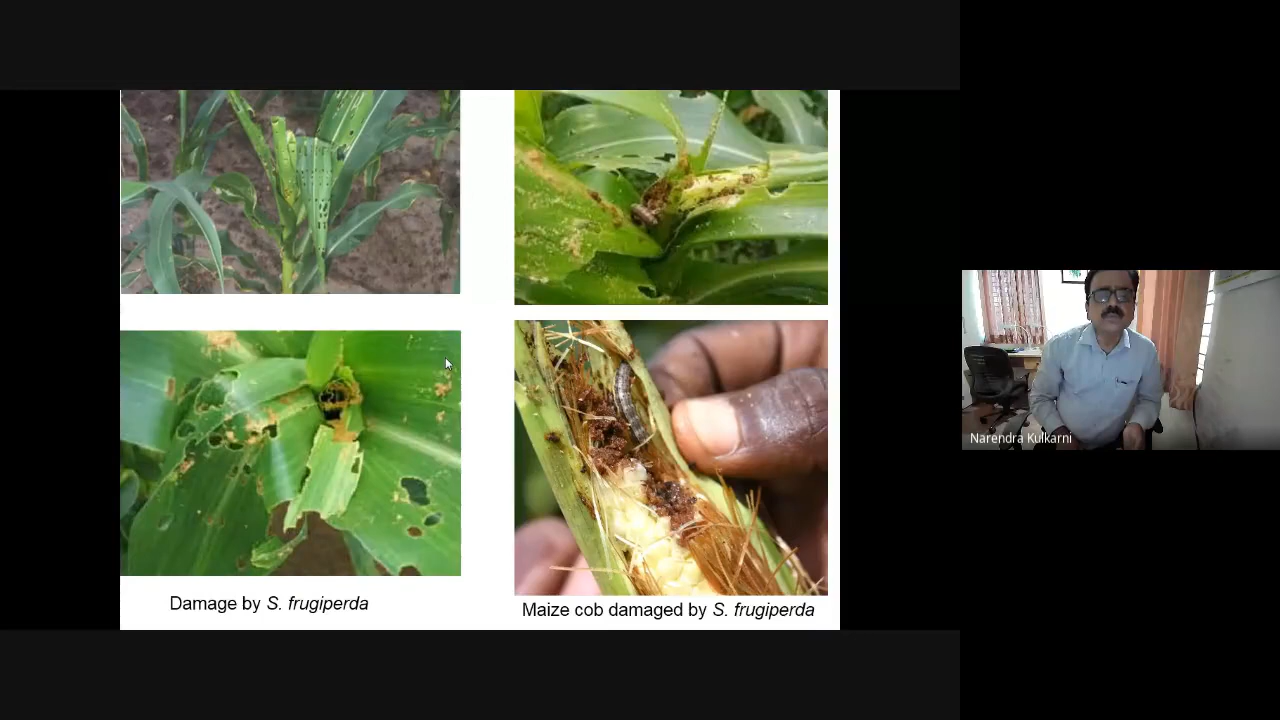 Damage by S. frugiperda
Maize cob damaged by S. frugiperda
Narendra Kulkarni